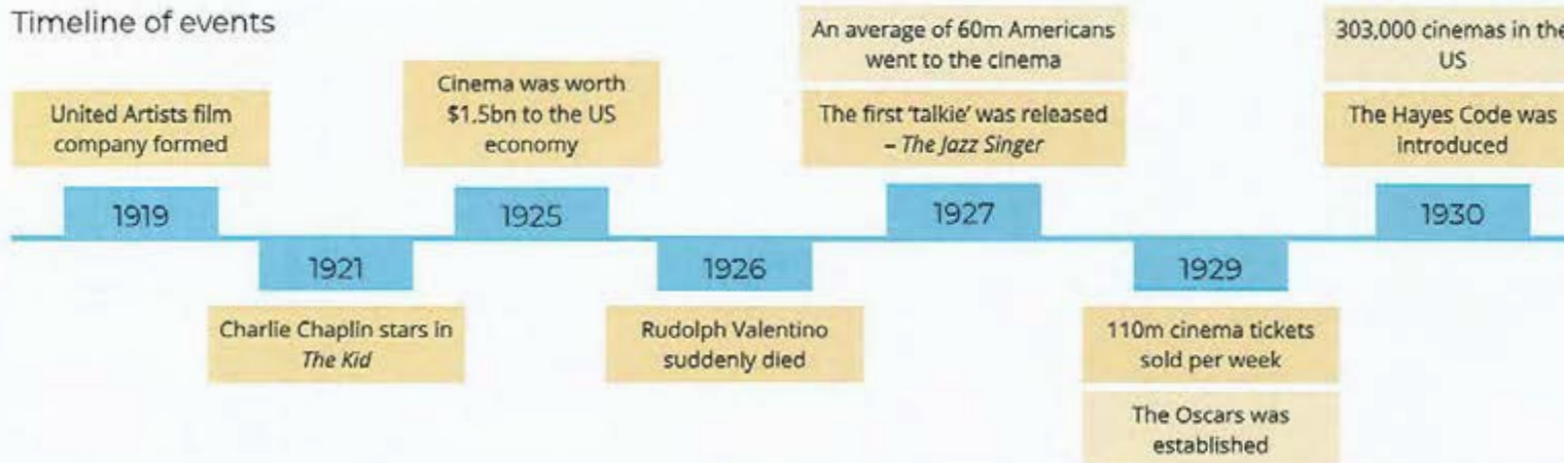 Timeline of events
United Artists film
company formed
1919
1921
Charlie Chaplin stars in
The Kid
Cinema was worth
$1.5bn to the US
economy
1925
1926
Rudolph Valentino
suddenly died
An average of 60m Americans
went to the cinema
The first ‘talkie’ was released
– The Jazz Singer
1927
1929
110m cinema tickets
sold per week
The Oscars was
established
303,000 cinemas in the
US
The Hayes Code was
introduced
1930